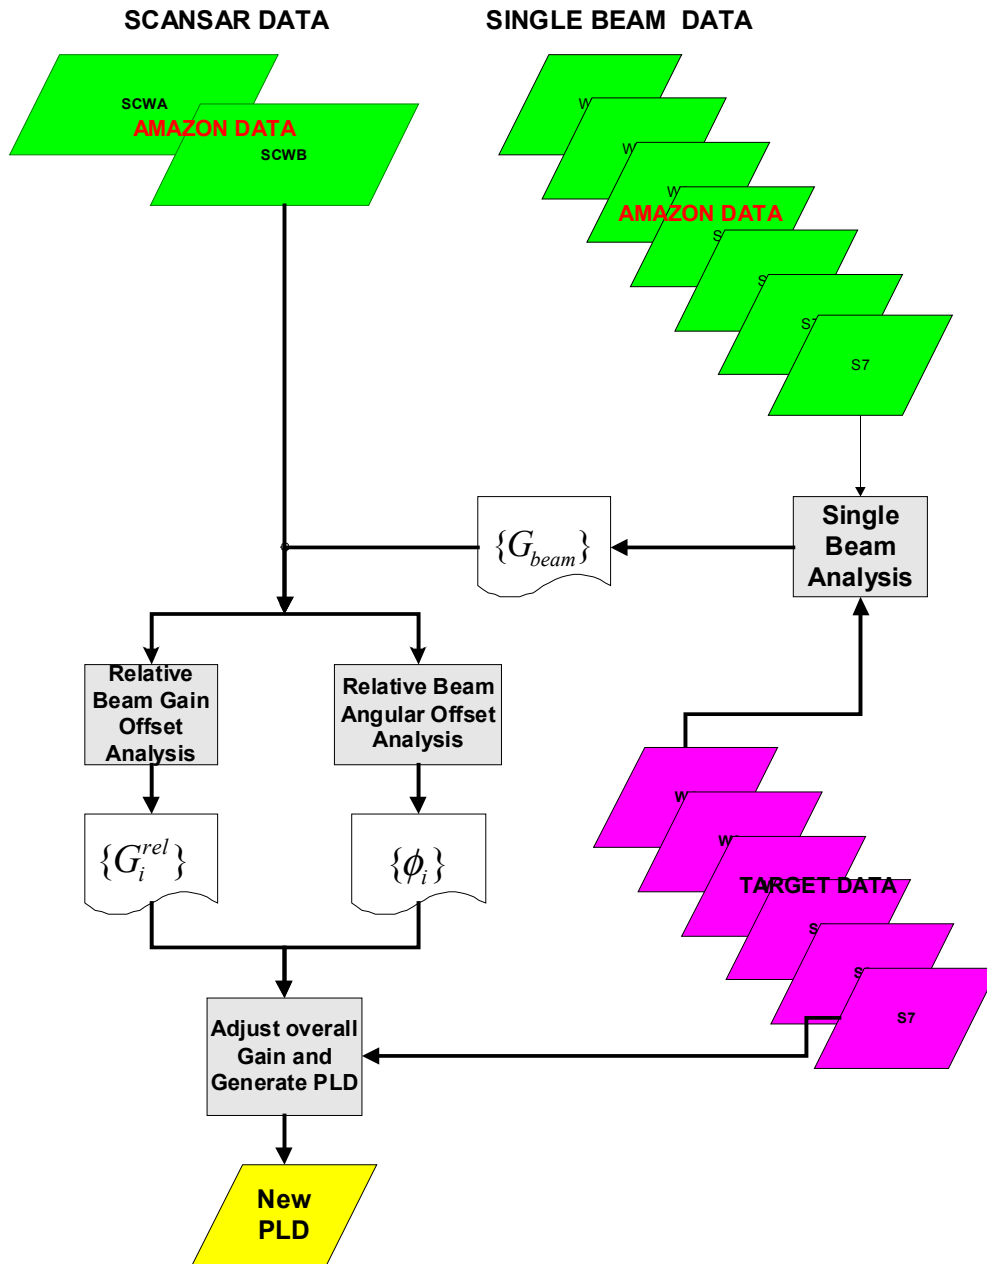 SCANSAR DATA
SINGLE BEAM DATA
SCWA
AMAZON DATA
SCWB
W
W
W
AMAZON DATA
S
S
S7
Single
Beam
Analysis
{G_beam}
Relative
Beam Gain
Offset
Analysis
Relative Beam
Angular Offset
Analysis
{G_i^rel}
{ϕ_i}
W
TARGET DATA
S
S7
Adjust overall
Gain and
Generate PLD
New
PLD